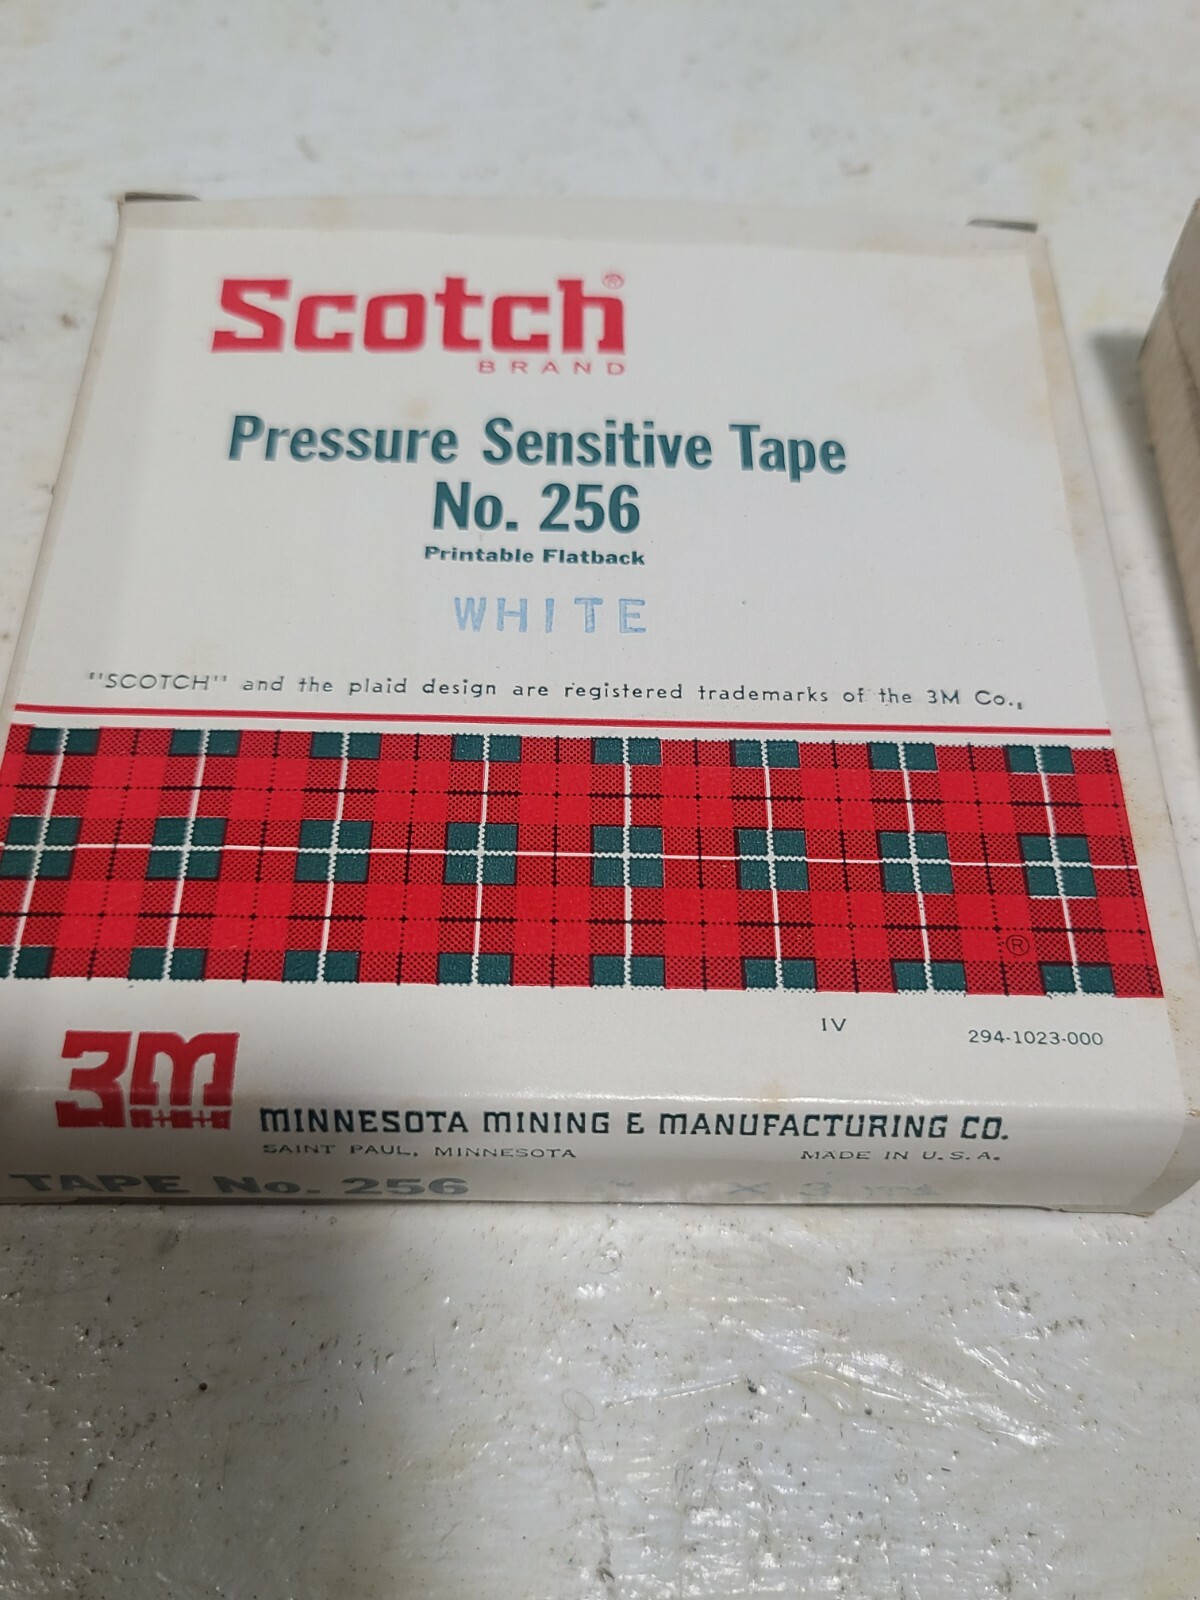 Scotch®
BRAND
Pressure Sensitive Tape
No. 256
Printable Flatback
WHITE
"SCOTCH" and the plaid design are registered trademarks of the 3M Co.,
®
IV
294-1023-000
3M
MINNESOTA MINING & MANUFACTURING CO.
SAINT PAUL, MINNESOTA MADE IN U.S.A.
TAPE No. 256 X 3